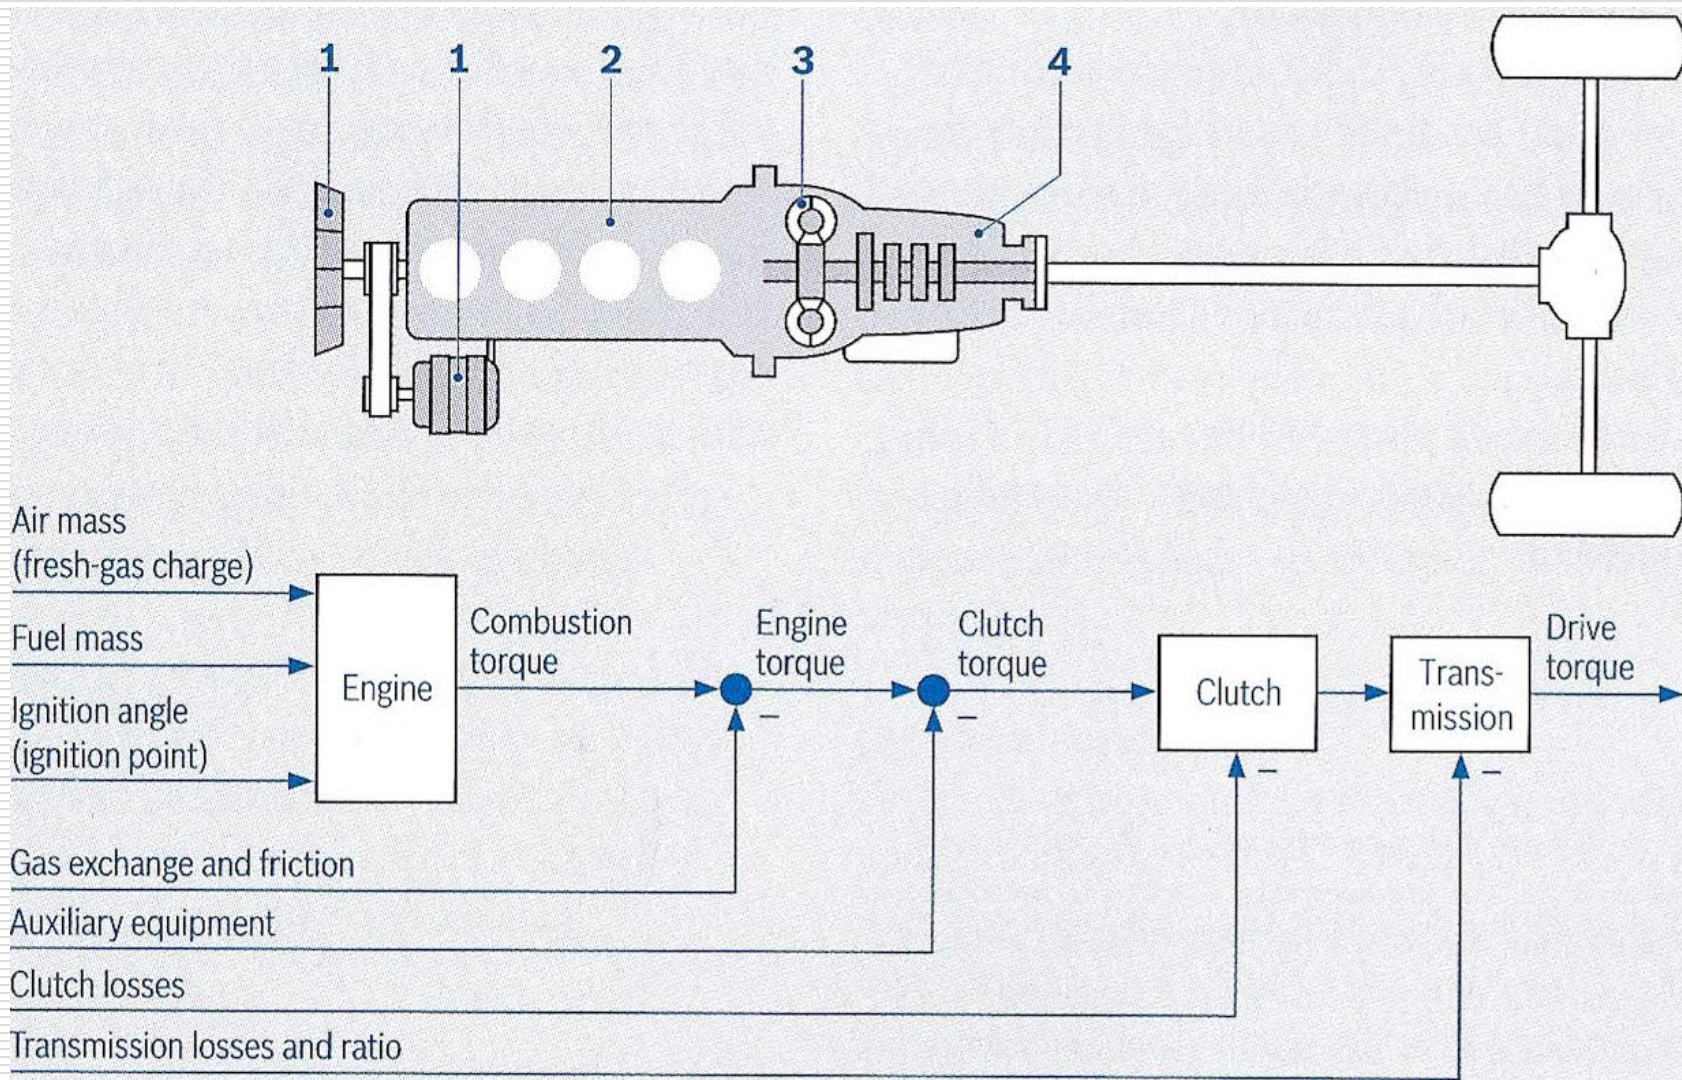 1
1
2
3
4
Air mass
(fresh-gas charge)
Fuel mass
Ignition angle
(ignition point)
Engine
Combustion
torque
Engine
torque
Clutch
torque
Clutch
Trans-
mission
Drive
torque
–
–
–
–
Gas exchange and friction
Auxiliary equipment
Clutch losses
Transmission losses and ratio